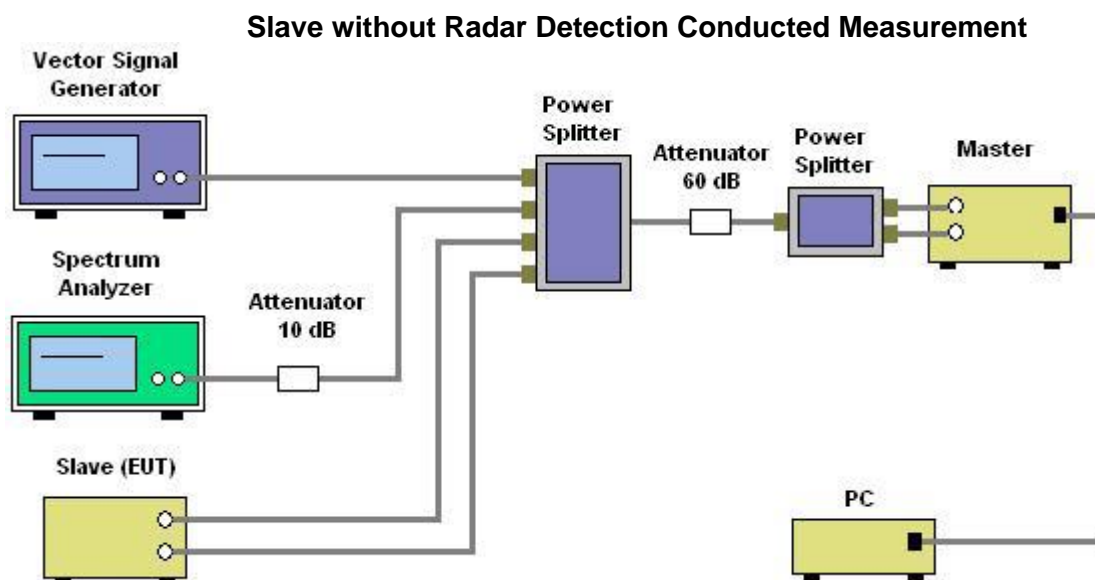 Slave without Radar Detection Conducted Measurement
Vector Signal
Generator
Power
Splitter
Attenuator
60 dB
Power
Splitter
Master
Spectrum
Analyzer
Attenuator
10 dB
Slave (EUT)
PC